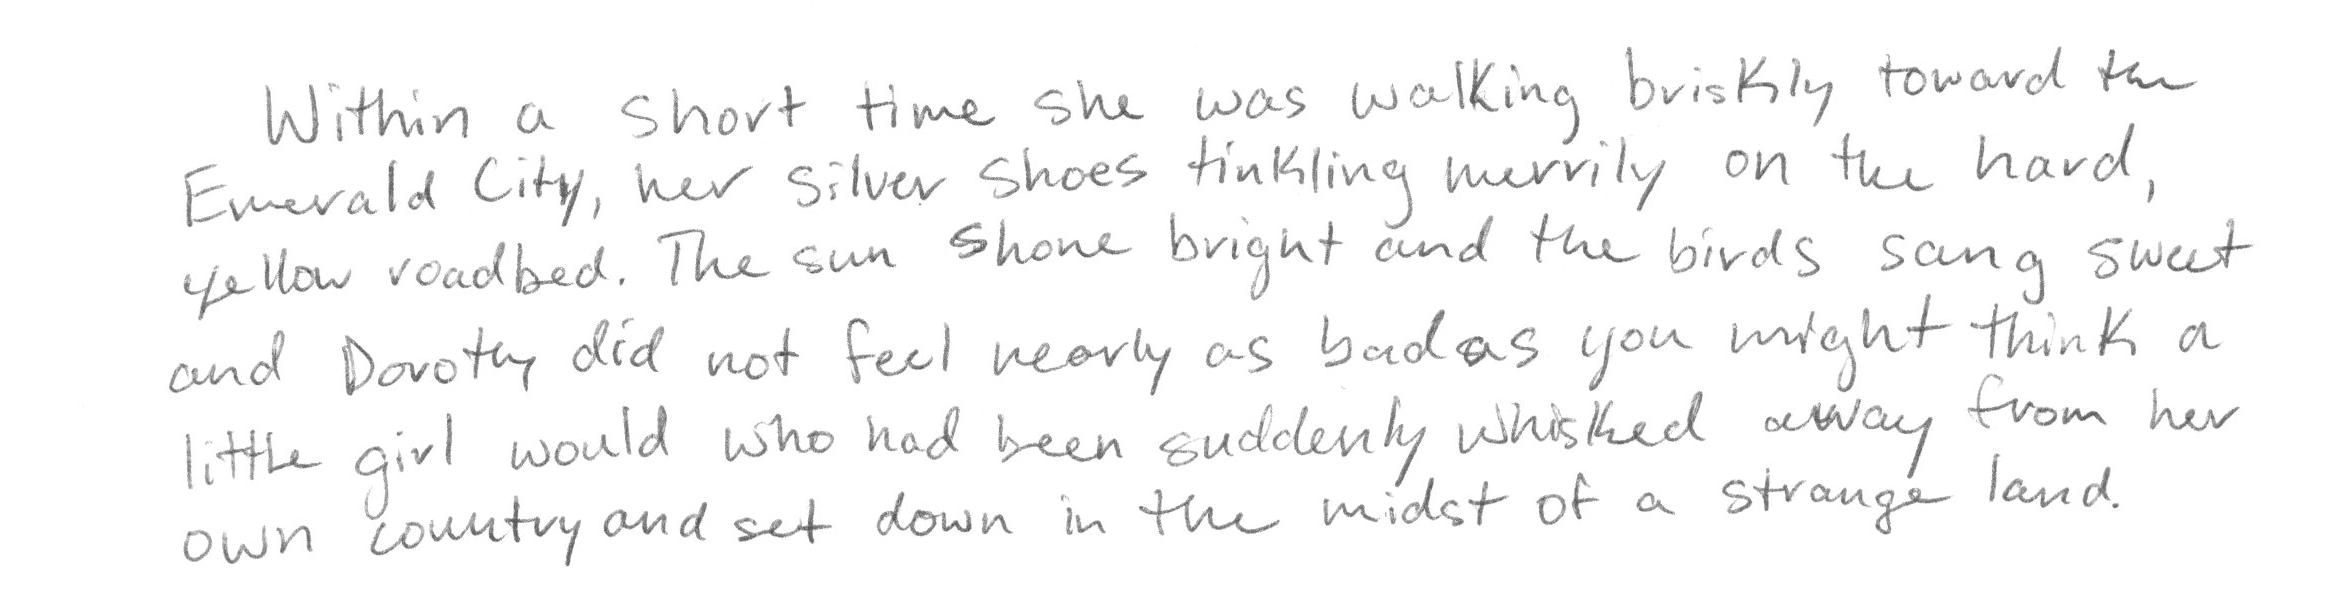 Within a short time she was walking briskly toward the
Emerald City, her silver shoes tinkling merrily on the hard,
yellow roadbed. The sun shone bright and the birds sang sweet
and Dorothy did not feel nearly as bad as you might think a
little girl would who had been suddenly whisked away from her
own country and set down in the midst of a strange land.